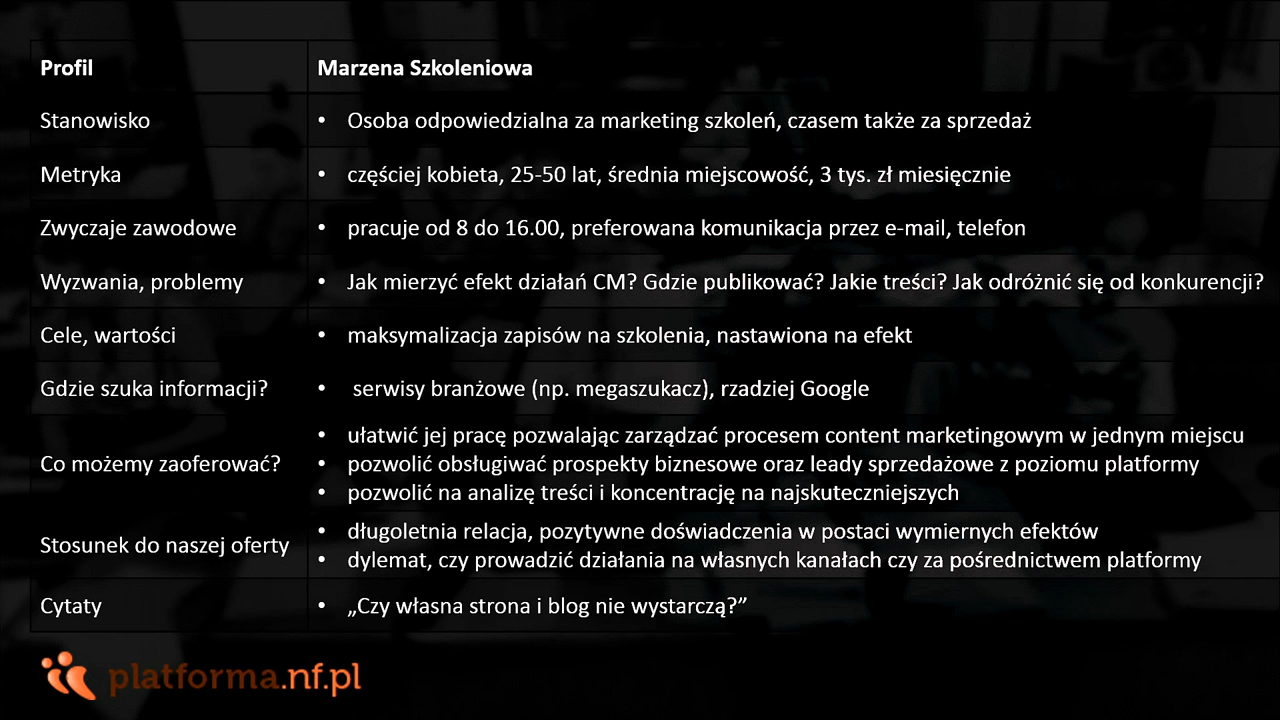 Profil
Marzena Szkoleniowa
Stanowisko
• Osoba odpowiedzialna za marketing szkoleń, czasem także za sprzedaż
Metryka
• częściej kobieta, 25-50 lat, średnia miejscowość, 3 tys. zł miesięcznie
Zwyczaje zawodowe
• pracuje od 8 do 16.00, preferowana komunikacja przez e-mail, telefon
Wyzwania, problemy
• Jak mierzyć efekt działań CM? Gdzie publikować? Jakie treści? Jak odróżnić się od konkurencji?
Cele, wartości
• maksymalizacja zapisów na szkolenia, nastawiona na efekt
Gdzie szuka informacji?
• serwisy branżowe (np. megaszukacz), rzadziej Google
Co możemy zaoferować?
• ułatwić jej pracę pozwalając zarządzać procesem content marketingowym w jednym miejscu
• pozwolić obsługiwać prospekty biznesowe oraz leady sprzedażowe z poziomu platformy
• pozwolić na analizę treści i koncentrację na najskuteczniejszych
Stosunek do naszej oferty
• długoletnia relacja, pozytywne doświadczenia w postaci wymiernych efektów
• dylemat, czy prowadzić działania na własnych kanałach czy za pośrednictwem platformy
Cytaty
• „Czy własna strona i blog nie wystarczą?”
platforma.nf.pl